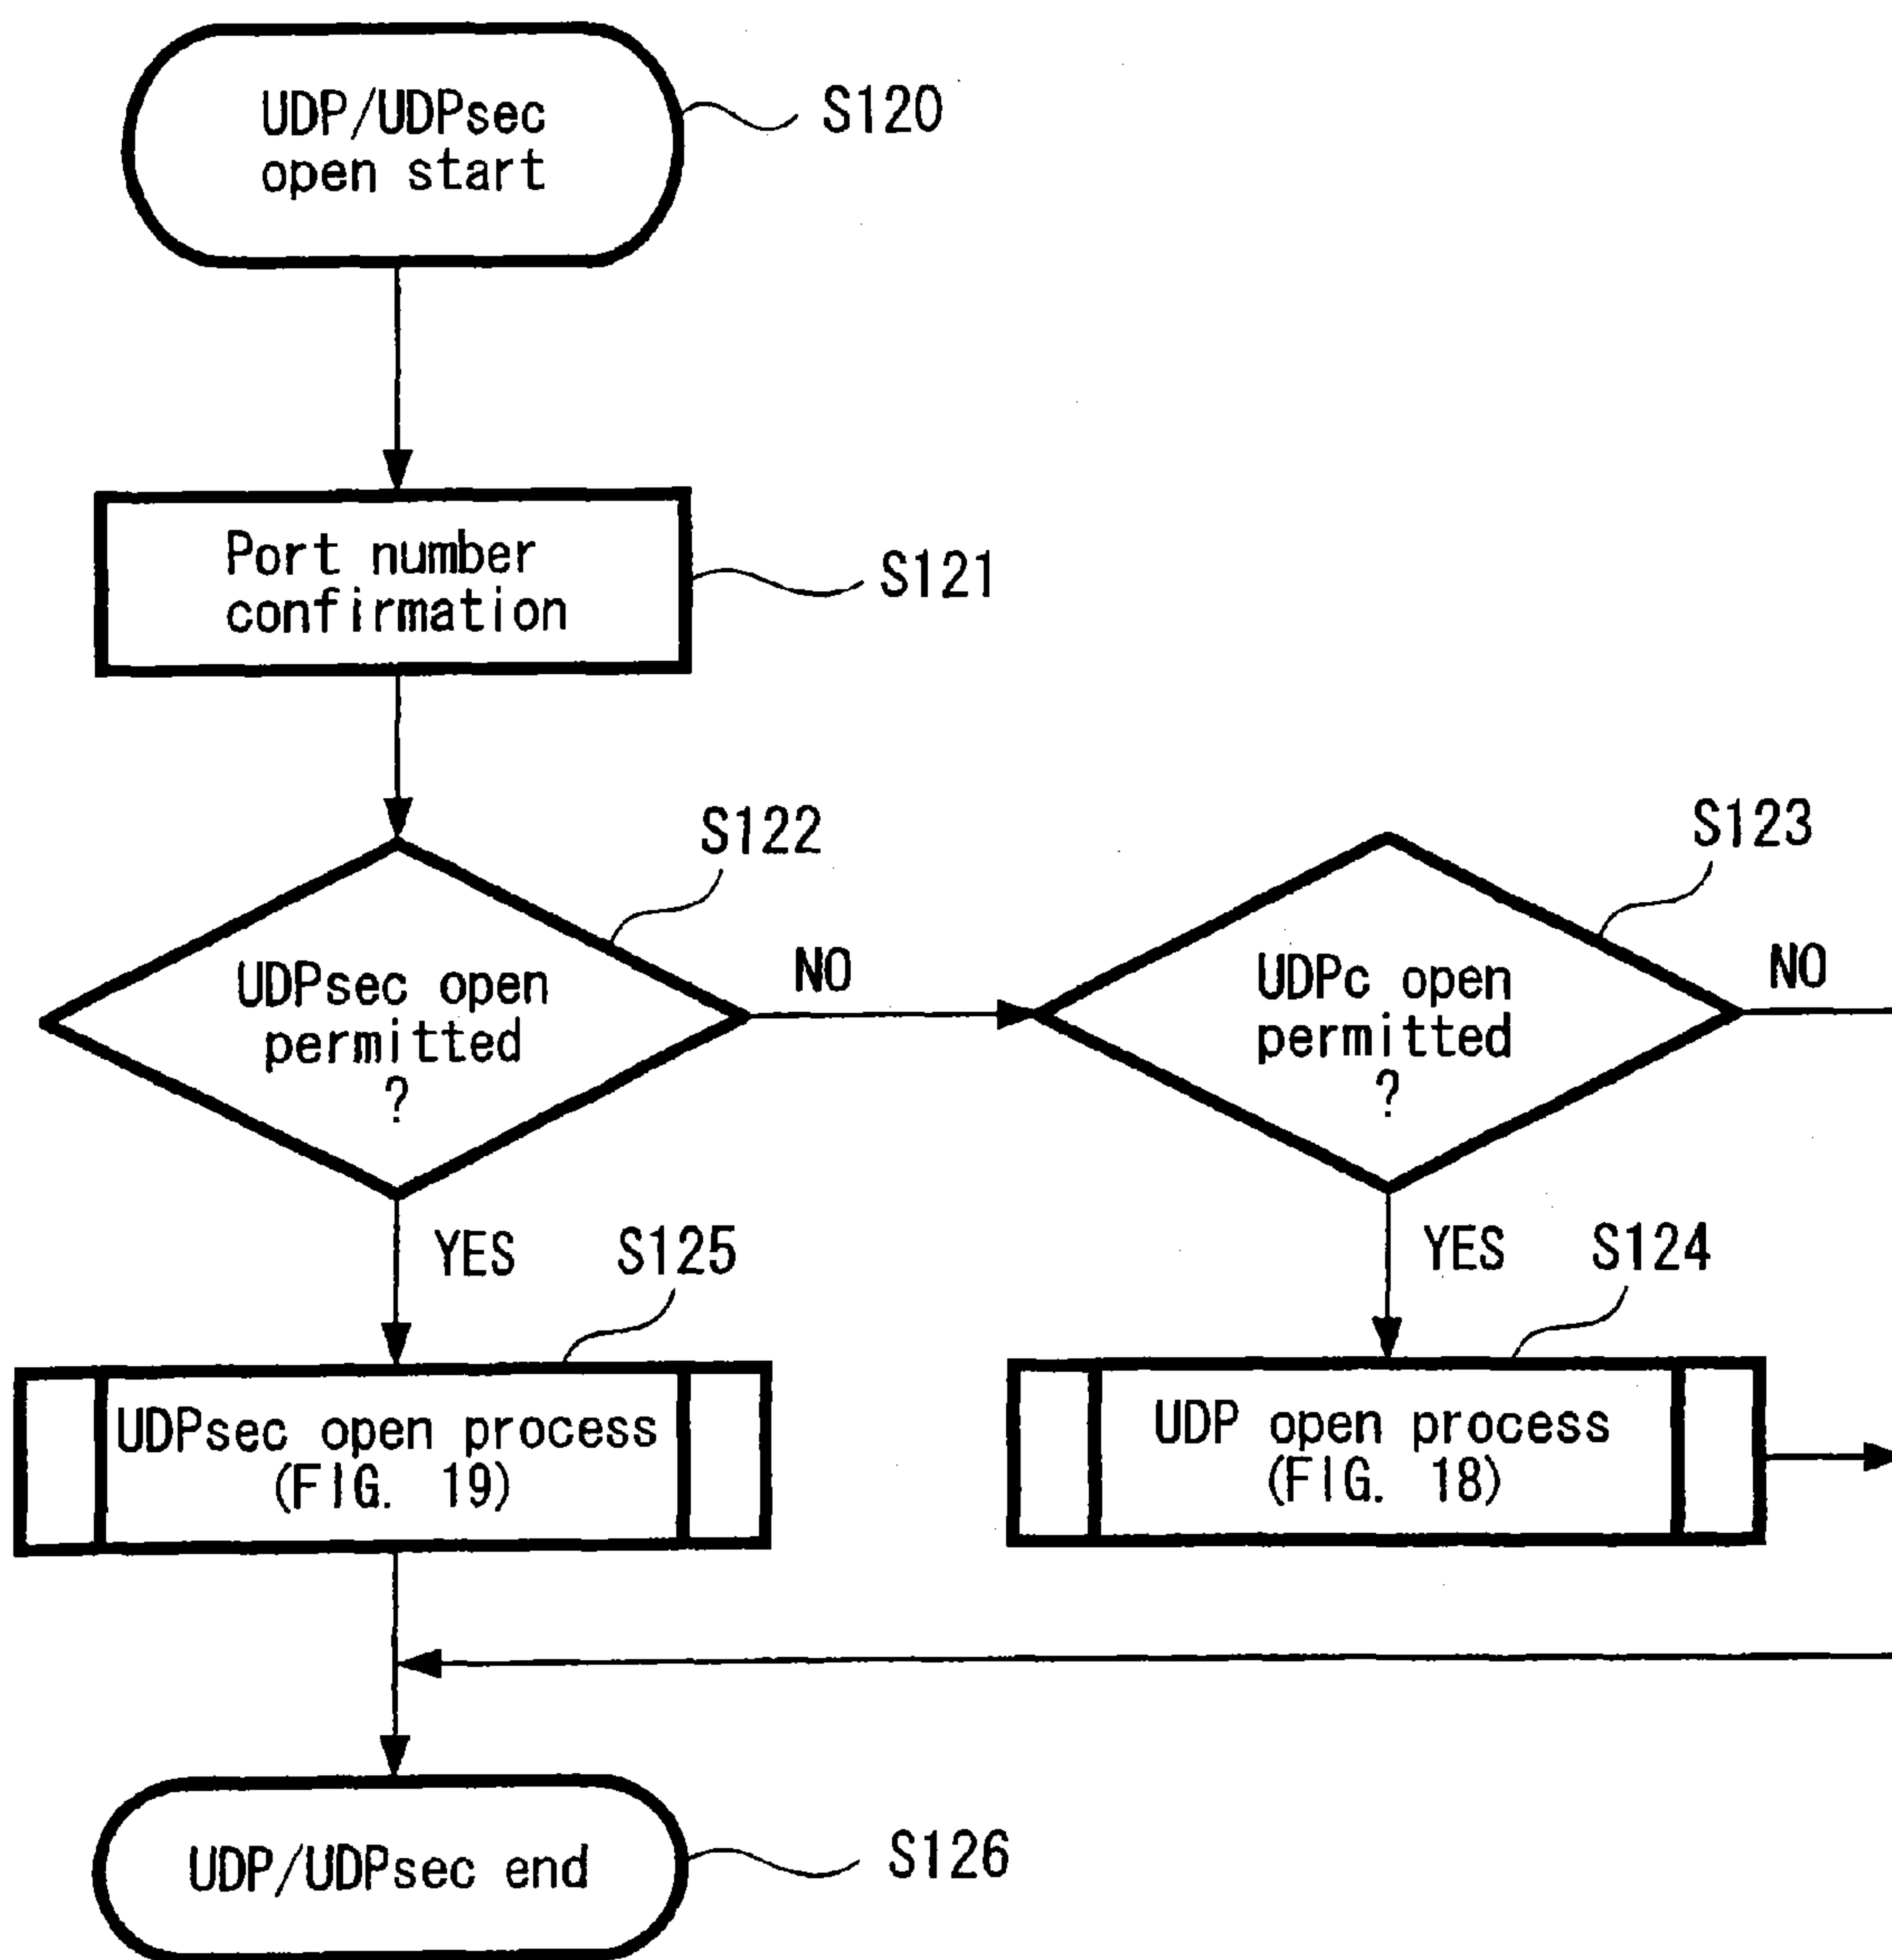 UDP/UDPsec
open start
S120
Port number
confirmation
S121
S122
UDPsec open
permitted
?
NO
S123
UDPc open
permitted
?
NO
YES
S125
YES
S124
UDPsec open process
(FIG. 19)
UDP open process
(FIG. 18)
UDP/UDPsec end
S126